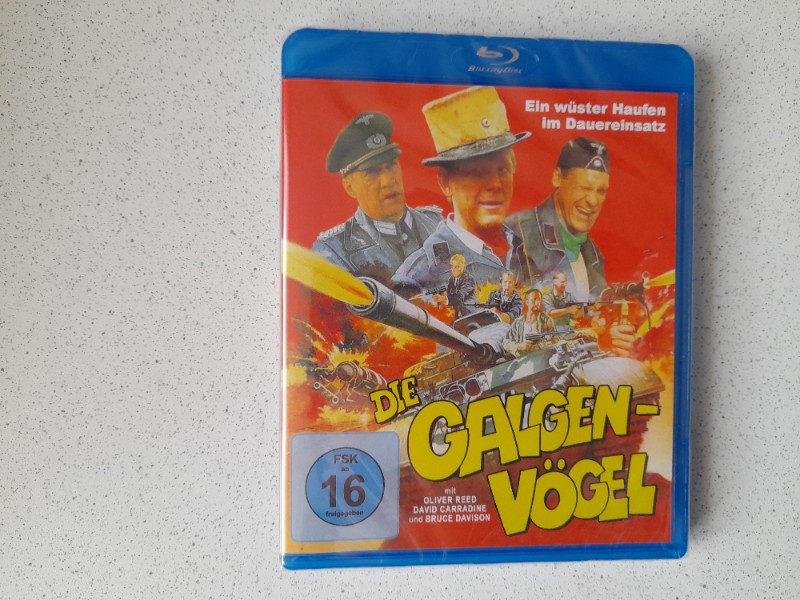 Blu-ray Disc
Ein wüster Haufen
im Dauereinsatz
DIE
GALGEN-
VÖGEL
FSK
ab
16
freigegeben
mit
OLIVER REED
DAVID CARRADINE
und BRUCE DAVISON